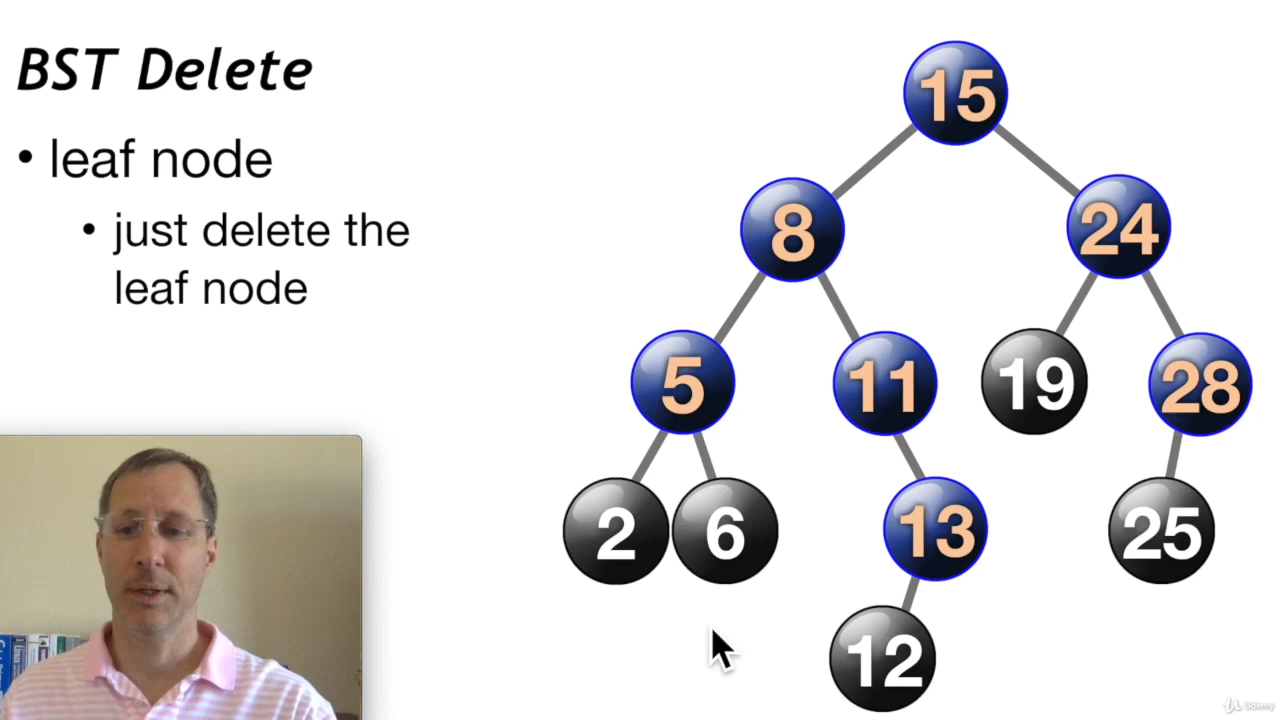 BST Delete
• leaf node
• just delete the
leaf node
15
8
24
5
11
19
28
2
6
13
25
12
Udemy